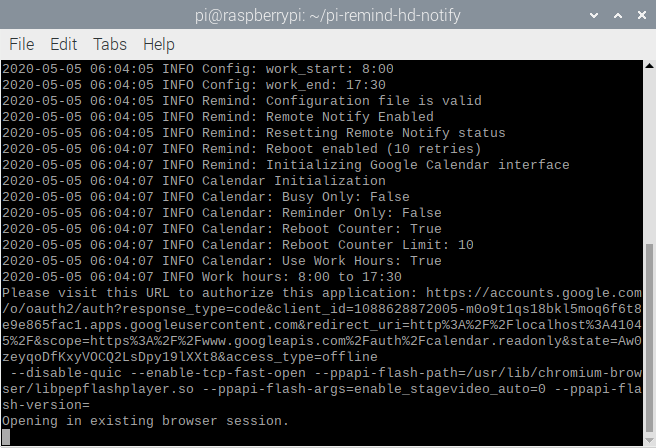 pi@raspberrypi: ~/pi-remind-hd-notify
File Edit Tabs Help
2020-05-05 06:04:05 INFO Config: work_start: 8:00
2020-05-05 06:04:05 INFO Config: work_end: 17:30
2020-05-05 06:04:05 INFO Remind: Configuration file is valid
2020-05-05 06:04:05 INFO Remind: Remote Notify Enabled
2020-05-05 06:04:05 INFO Remind: Resetting Remote Notify status
2020-05-05 06:04:07 INFO Remind: Reboot enabled (10 retries)
2020-05-05 06:04:07 INFO Remind: Initializing Google Calendar interface
2020-05-05 06:04:07 INFO Calendar Initialization
2020-05-05 06:04:07 INFO Calendar: Busy Only: False
2020-05-05 06:04:07 INFO Calendar: Reminder Only: False
2020-05-05 06:04:07 INFO Calendar: Reboot Counter: True
2020-05-05 06:04:07 INFO Calendar: Reboot Counter Limit: 10
2020-05-05 06:04:07 INFO Calendar: Use Work Hours: True
2020-05-05 06:04:07 INFO Work hours: 8:00 to 17:30
Please visit this URL to authorize this application: https://accounts.google.com
/o/oauth2/auth?response_type=code&client_id=1088628872005-m0o9t1qs18bkl5moq6f6t8
e9e865fac1.apps.googleusercontent.com&redirect_uri=http%3A%2F%2Flocalhost%3A4104
5%2F&scope=https%3A%2F%2Fwww.googleapis.com%2Fauth%2Fcalendar.readonly&state=Aw0
zeyqoDfKxyVOCQ2LsDpy19lXXt8&access_type=offline
 --disable-quic --enable-tcp-fast-open --ppapi-flash-path=/usr/lib/chromium-brow
ser/libpepflashplayer.so --ppapi-flash-args=enable_stagevideo_auto=0 --ppapi-fla
sh-version=
Opening in existing browser session.